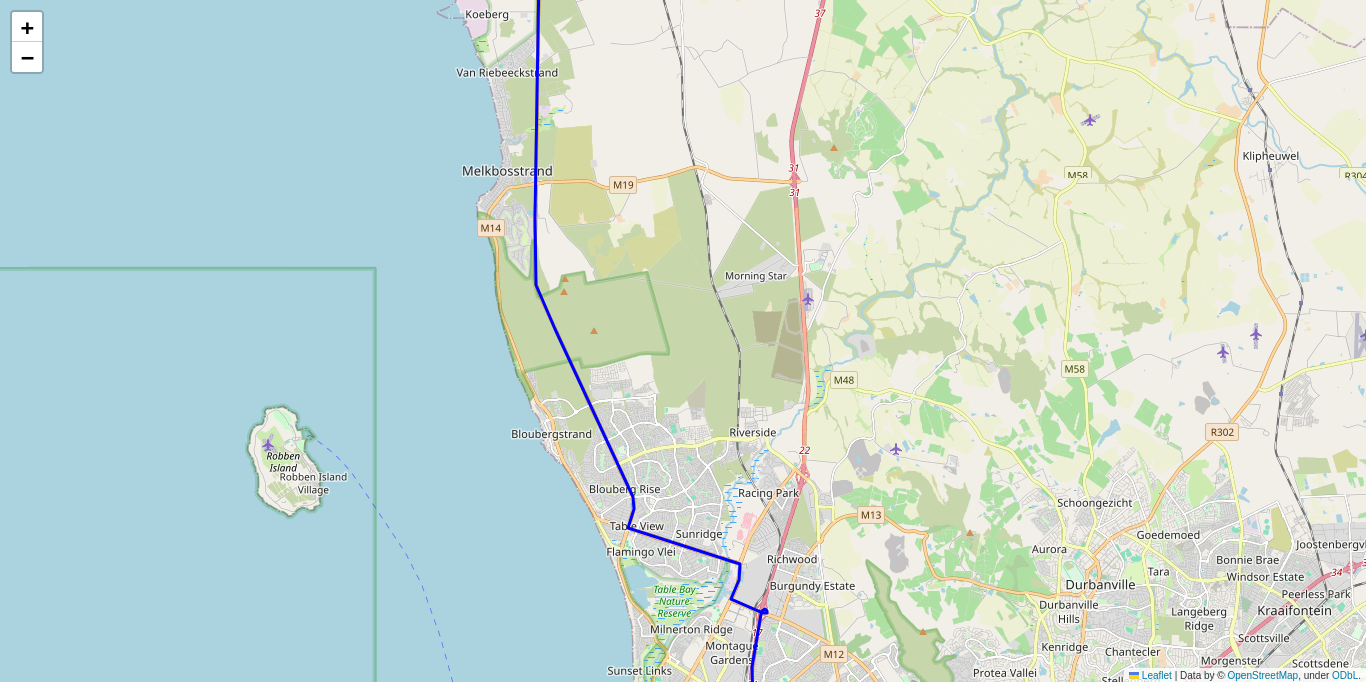 +
−
Koeberg
37
Van Riebeeckstrand
Klipheuwel
Melkbosstrand
31
M58
M19
31
M14
Morning Star
M58
M48
Bloubergstrand
Riverside
R302
22
Robben
Island
Robben Island
Village
Blouberg Rise
Racing Park
Schoongezicht
M13
Table View
Sunridge
Goedemoed
Flamingo Vlei
Aurora
Richwood
Bonnie Brae
34
Tara
Windsor Estate
Table Bay
Nature
Reserve
Burgundy Estate
Durbanville
Peerless Park
Durbanville
Hills
Langeberg
Ridge
Kraaifontein
Milnerton Ridge
Montague
Gardens
M12
Kenridge
Chantecler
Scottsville
Morgenster
Scottsdene
Sunset Links
Protea Vallei
Leaflet | Data by © OpenStreetMap, under ODbL.